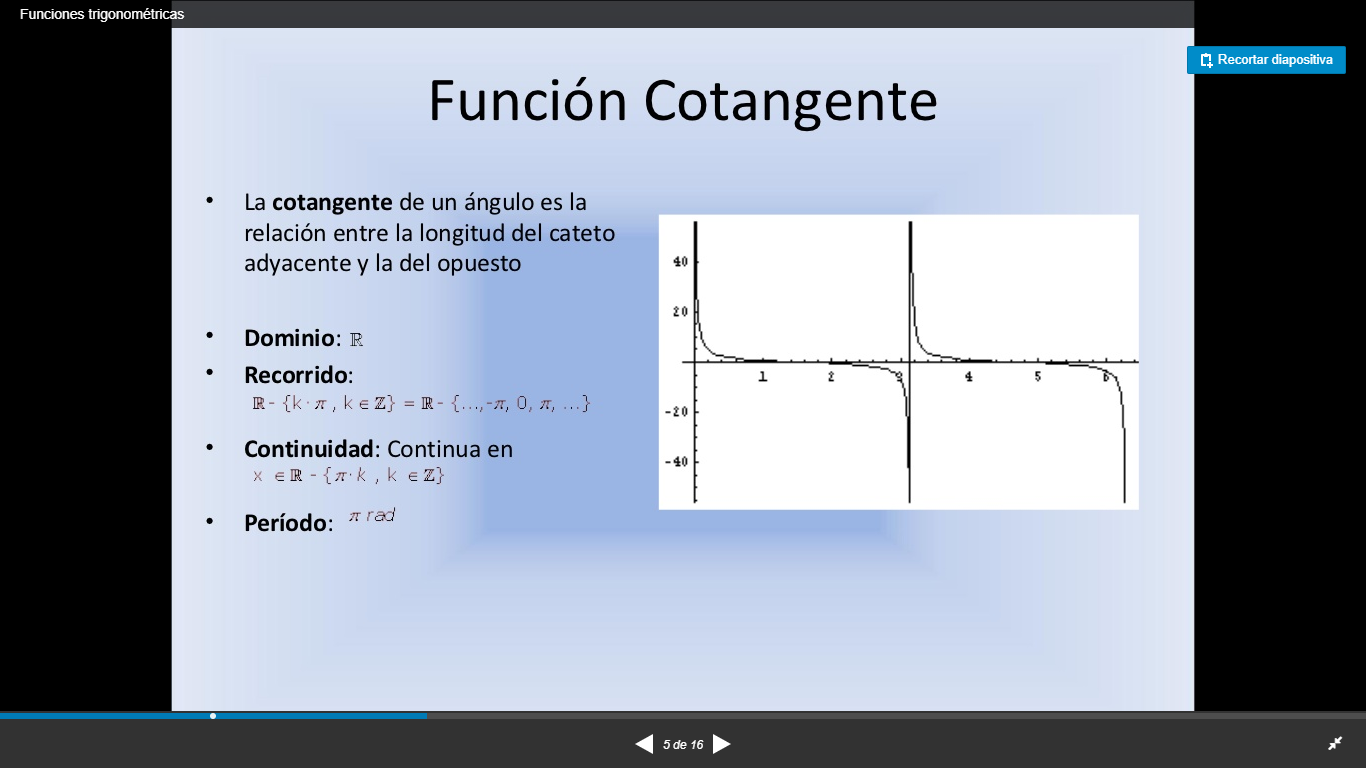 Funciones trigonométricas
Recortar diapositiva
Función Cotangente
• La cotangente de un ángulo es la
relación entre la longitud del cateto
adyacente y la del opuesto
• Dominio: ℝ
• Recorrido:
ℝ - {k · π , k ∈ ℤ} = ℝ - {...,-π, 0, π, ...}
• Continuidad: Continua en
x ∈ ℝ - {π · k , k ∈ ℤ}
• Período: π rad
40
20
1 2 3 4 5 6
-20
-40
5 de 16